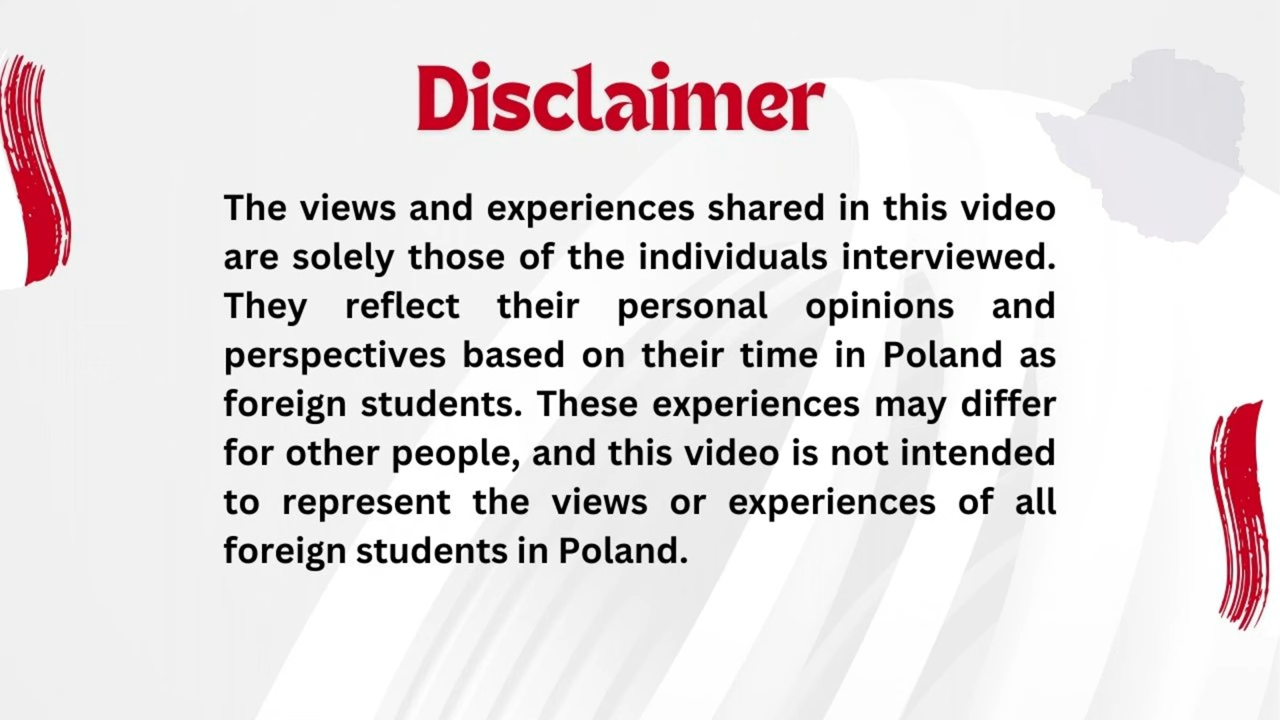 Disclaimer
The views and experiences shared in this video
are solely those of the individuals interviewed.
They reflect their personal opinions and
perspectives based on their time in Poland as
foreign students. These experiences may differ
for other people, and this video is not intended
to represent the views or experiences of all
foreign students in Poland.